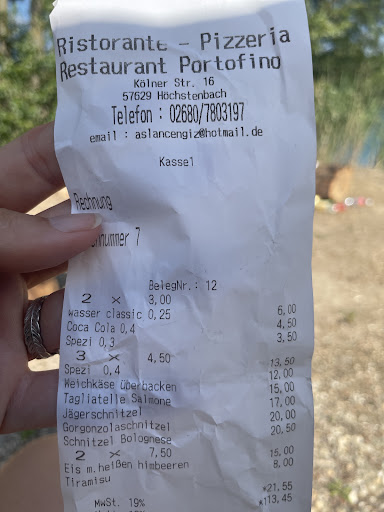 Ristorante - Pizzeria
Restaurant Portofino
Kölner Str. 16
57629 Höchstenbach
Telefon : 02680/7803197
email : aslancengiz@hotmail.de
Kasse1
Rechnung
nummer 7
BelegNr.: 12
2 x 3,00
wasser classic 0,25 6,00
Coca Cola 0,4 4,50
Spezi 0,3 3,50
3 x 4,50
Spezi 0,4 13,50
Weichkäse überbacken 12,00
Tagliatelle Salmone 15,00
Jägerschnitzel 17,00
Gorgonzolaschnitzel 20,00
Schnitzel Bolognese 20,50
2 x 7,50
Eis m.heißen himbeeren 15,00
Tiramisu 8,00
*21,55
MwSt. 19% *113,45